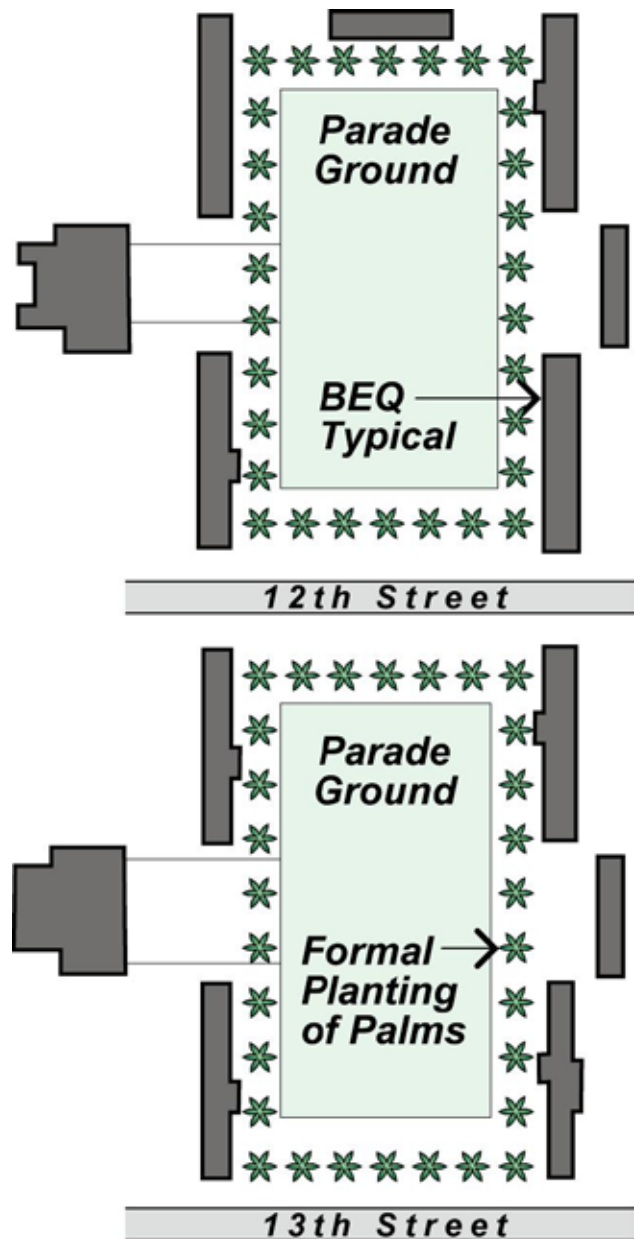 Parade
Ground
BEQ
Typical
12th Street
Parade
Ground
Formal
Planting
of Palms
13th Street